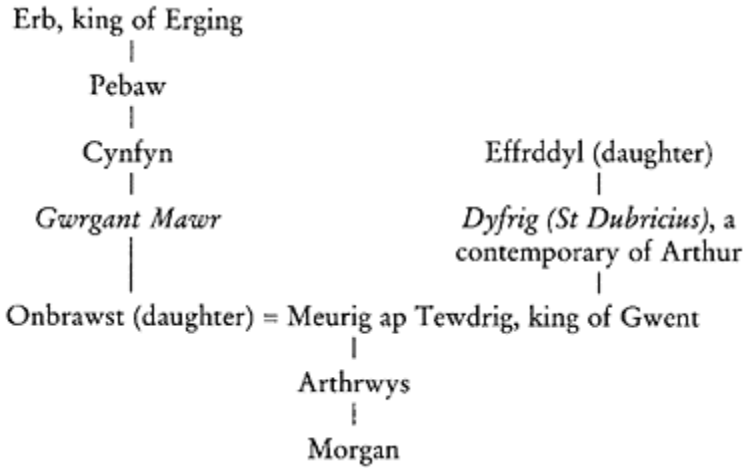 Erb, king of Erging
Pebaw
Cynfyn
Effrddyl (daughter)
Gwrgant Mawr
Dyfrig (St Dubricius), a
contemporary of Arthur
Onbrawst (daughter) = Meurig ap Tewdrig, king of Gwent
Arthrwys
Morgan